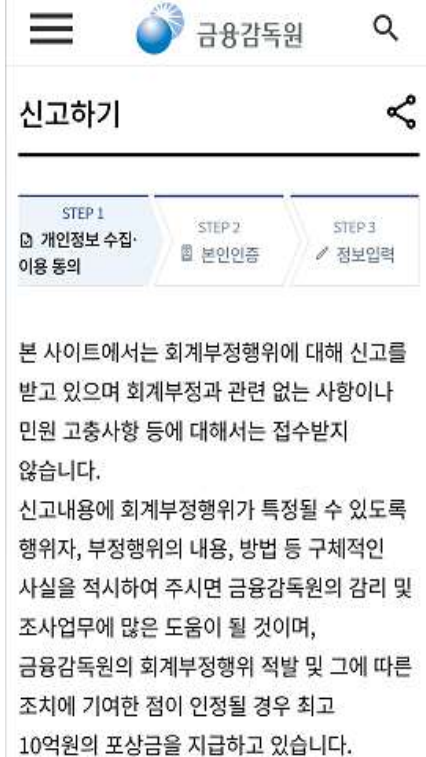 금융감독원
신고하기
STEP 1
개인정보 수집·
이용 동의
STEP 2
본인인증
STEP 3
정보입력
본 사이트에서는 회계부정행위에 대해 신고를
받고 있으며 회계부정과 관련 없는 사항이나
민원 고충사항 등에 대해서는 접수받지
않습니다.
신고내용에 회계부정행위가 특정될 수 있도록
행위자, 부정행위의 내용, 방법 등 구체적인
사실을 적시하여 주시면 금융감독원의 감리 및
조사업무에 많은 도움이 될 것이며,
금융감독원의 회계부정행위 적발 및 그에 따른
조치에 기여한 점이 인정될 경우 최고
10억원의 포상금을 지급하고 있습니다.